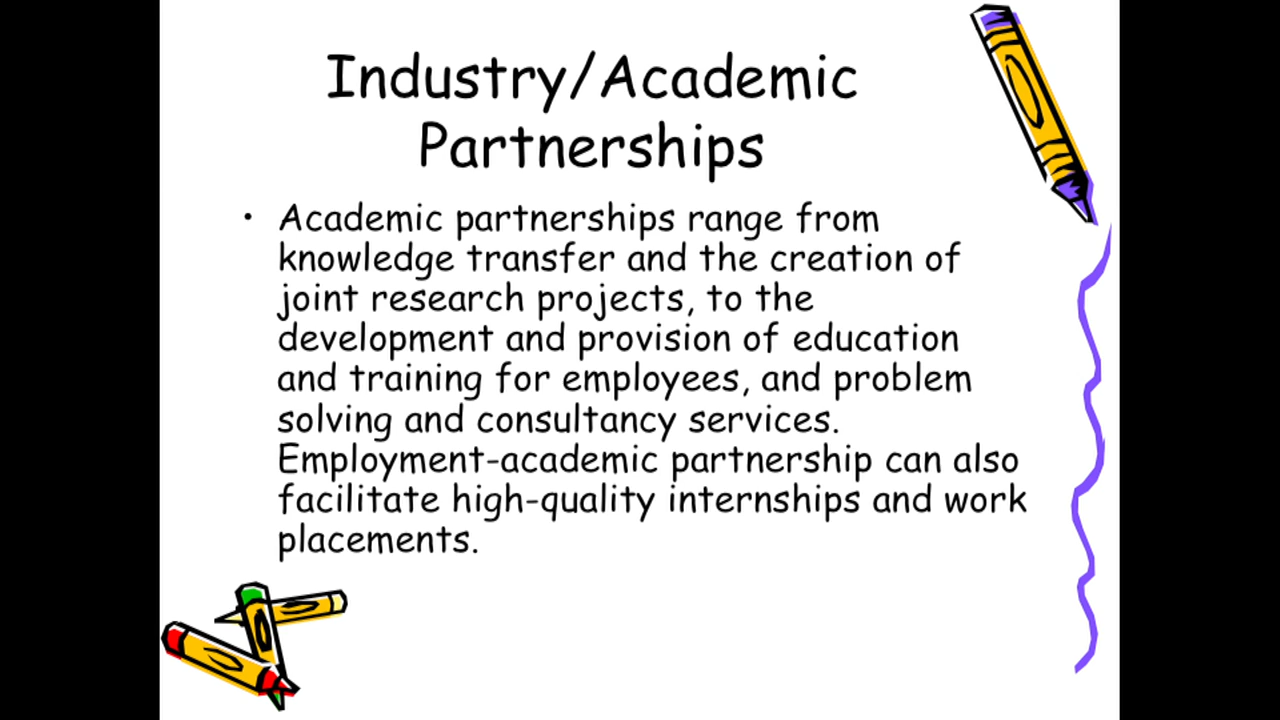 Industry/Academic
Partnerships
• Academic partnerships range from
knowledge transfer and the creation of
joint research projects, to the
development and provision of education
and training for employees, and problem
solving and consultancy services.
Employment-academic partnership can also
facilitate high-quality internships and work
placements.